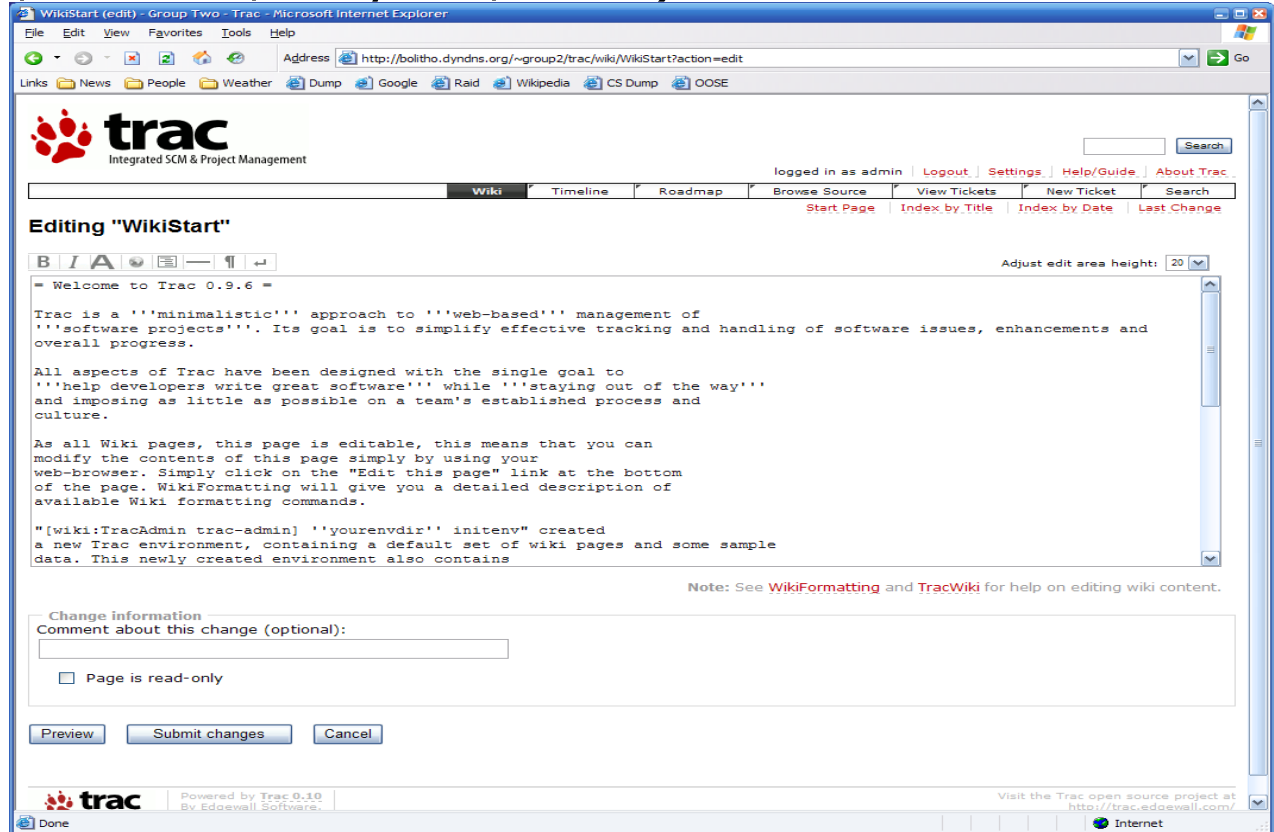 WikiStart (edit) - Group Two - Trac - Microsoft Internet Explorer
File Edit View Favorites Tools Help
Address http://bolitho.dyndns.org/~group2/trac/wiki/WikiStart?action=edit Go
Links News People Weather Dump Google Raid Wikipedia CS Dump OOSE
trac
Integrated SCM & Project Management
Search
logged in as admin Logout Settings Help/Guide About Trac
Wiki Timeline Roadmap Browse Source View Tickets New Ticket Search
Start Page Index by Title Index by Date Last Change
Editing "WikiStart"
B I A ¶ ↵
Adjust edit area height: 20
= Welcome to Trac 0.9.6 =
Trac is a '''minimalistic''' approach to '''web-based''' management of
'''software projects'''. Its goal is to simplify effective tracking and handling of software issues, enhancements and
overall progress.
All aspects of Trac have been designed with the single goal to
'''help developers write great software''' while '''staying out of the way'''
and imposing as little as possible on a team's established process and
culture.
As all Wiki pages, this page is editable, this means that you can
modify the contents of this page simply by using your
web-browser. Simply click on the "Edit this page" link at the bottom
of the page. WikiFormatting will give you a detailed description of
available Wiki formatting commands.
"[wiki:TracAdmin trac-admin] ''yourenvdir'' initenv" created
a new Trac environment, containing a default set of wiki pages and some sample
data. This newly created environment also contains
Note: See WikiFormatting and TracWiki for help on editing wiki content.
Change information
Comment about this change (optional):
Page is read-only
Preview Submit changes Cancel
trac
Powered by Trac 0.10
By Edgewall Software.
Visit the Trac open source project at
http://trac.edgewall.com/
Done Internet